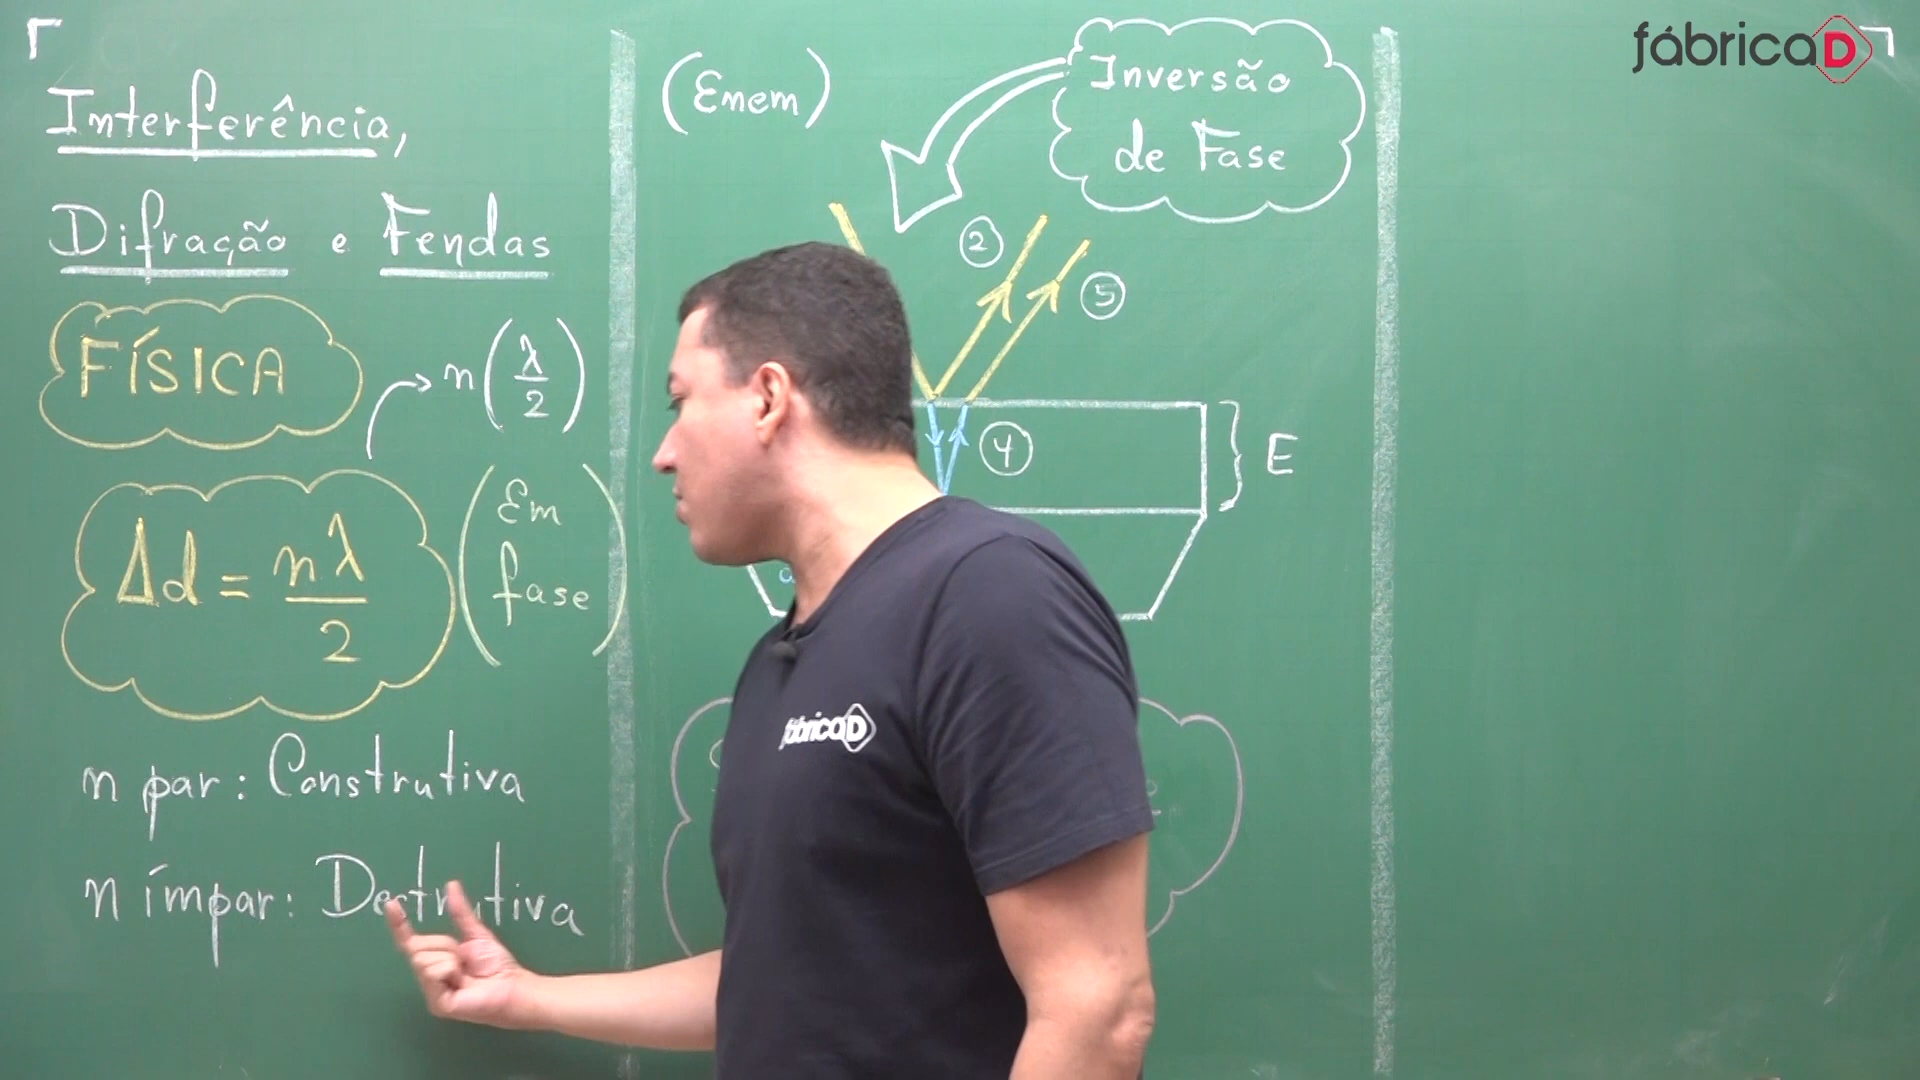 Interferência,
Difração e Fendas
FÍSICA
n(λ/2)
Δd = nλ/2
(Em fase)
n par: Construtiva
n ímpar: Destrutiva
(Enem)
Inversão
de Fase
2
5
4
E
fábricaD
fábricaD